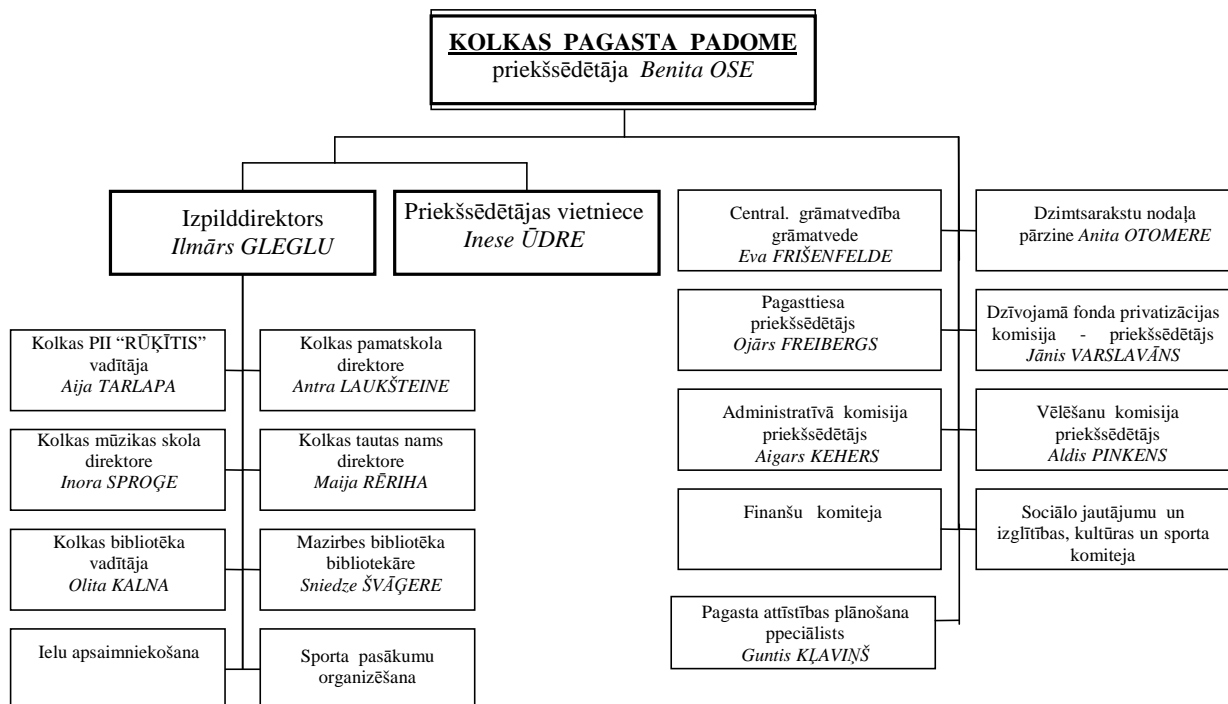 KOLKAS PAGASTA PADOME
priekšsēdētāja Benita OSE
Izpilddirektors
Ilmārs GLEGLU
Priekšsēdētājas vietniece
Inese ŪDRE
Central. grāmatvedība
grāmatvede
Eva FRIŠENFELDE
Dzimtsarakstu nodaļa
pārzine Anita OTOMERE
Pagasttiesa
priekšsēdētājs
Ojārs FREIBERGS
Dzīvojamā fonda privatizācijas
komisija - priekšsēdētājs
Jānis VARSLAVĀNS
Kolkas PII “RŪĶĪTIS”
vadītāja
Aija TARLAPA
Kolkas pamatskola
direktore
Antra LAUKŠTEINE
Administratīvā komisija
priekšsēdētājs
Aigars KEHERS
Vēlēšanu komisija
priekšsēdētājs
Aldis PINKENS
Kolkas mūzikas skola
direktore
Inora SPROĢE
Kolkas tautas nams
direktore
Maija RĒRIHA
Finanšu komiteja
Sociālo jautājumu un
izglītības, kultūras un sporta
komiteja
Kolkas bibliotēka
vadītāja
Olita KALNA
Mazirbes bibliotēka
bibliotekāre
Sniedze ŠVĀĢERE
Pagasta attīstības plānošana
ppeciālists
Guntis KĻAVIŅŠ
Ielu apsaimniekošana
Sporta pasākumu
organizēšana